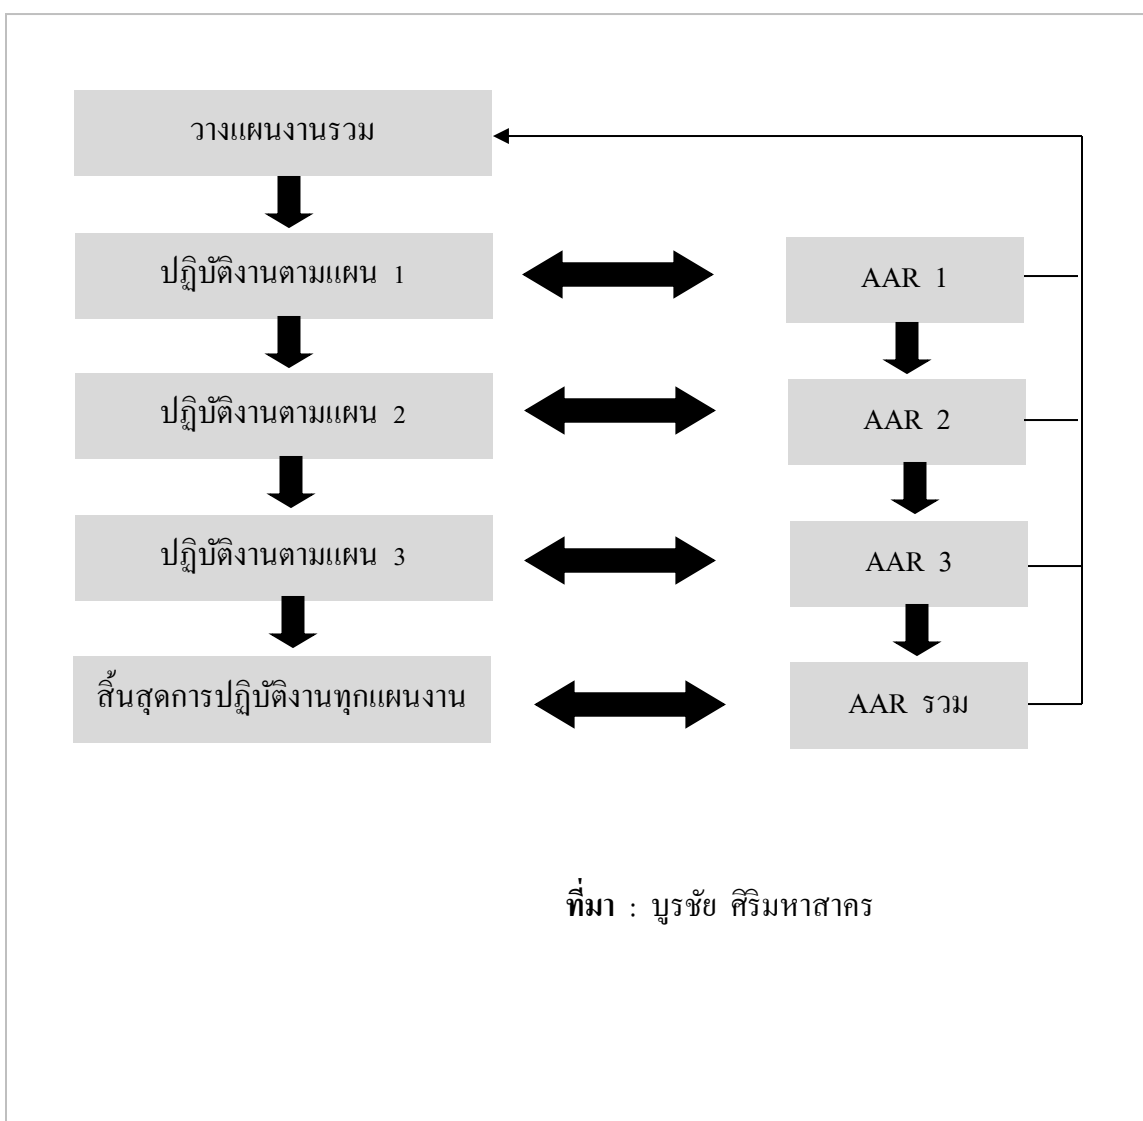 วางแผนงานรวม
ปฏิบัติงานตามแผน 1
AAR 1
ปฏิบัติงานตามแผน 2
AAR 2
ปฏิบัติงานตามแผน 3
AAR 3
สิ้นสุดการปฏิบัติงานทุกแผนงาน
AAR รวม
ที่มา : บูรชัย ศิริมหาสาคร